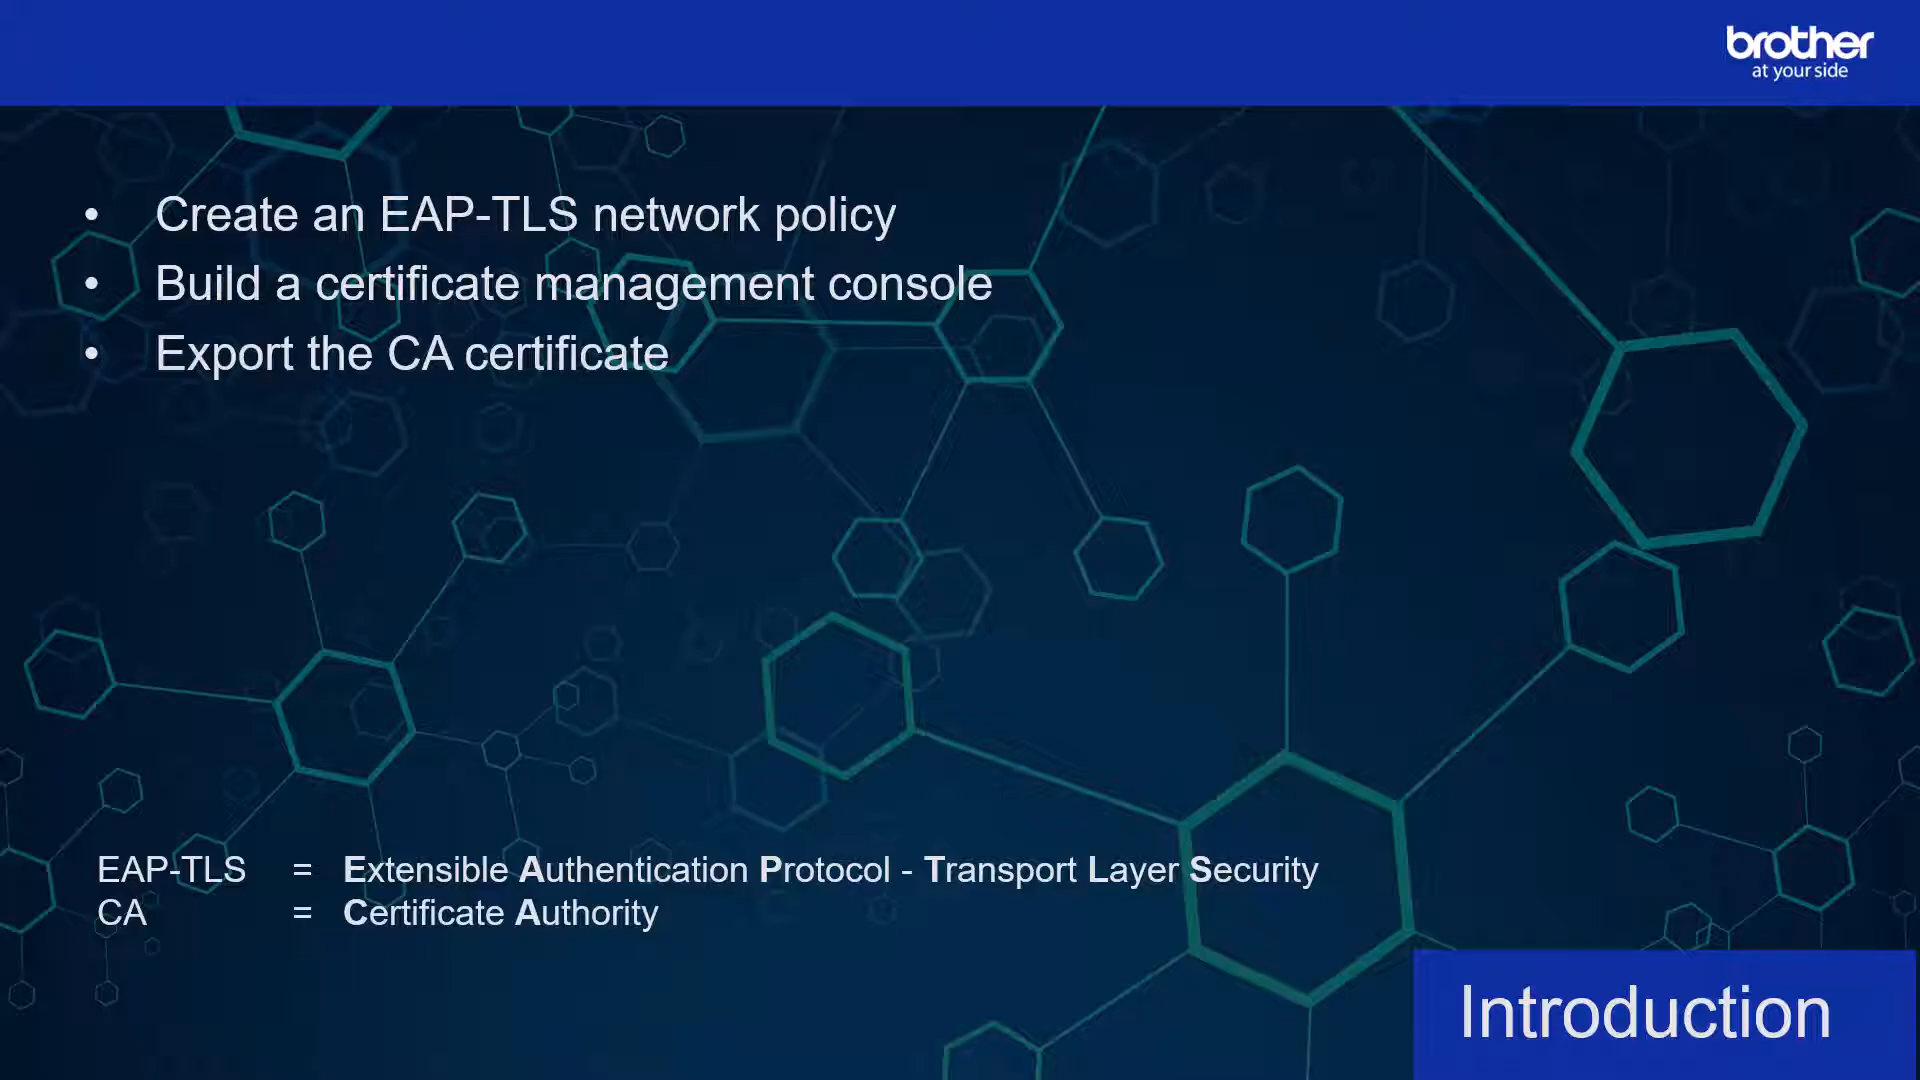 brother
at your side
• Create an EAP-TLS network policy
• Build a certificate management console
• Export the CA certificate
EAP-TLS = Extensible Authentication Protocol - Transport Layer Security
CA = Certificate Authority
Introduction